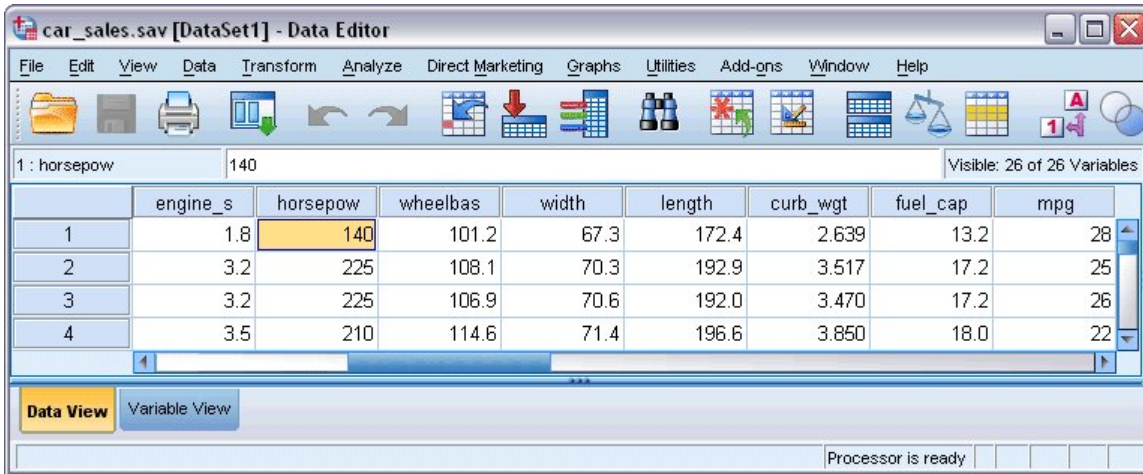 car_sales.sav [DataSet1] - Data Editor
File Edit View Data Transform Analyze Direct Marketing Graphs Utilities Add-ons Window Help
A
1
1 : horsepow 140 Visible: 26 of 26 Variables
engine_s horsepow wheelbas width length curb_wgt fuel_cap mpg
1 1.8 140 101.2 67.3 172.4 2.639 13.2 28
2 3.2 225 108.1 70.3 192.9 3.517 17.2 25
3 3.2 225 106.9 70.6 192.0 3.470 17.2 26
4 3.5 210 114.6 71.4 196.6 3.850 18.0 22
Data View Variable View
Processor is ready